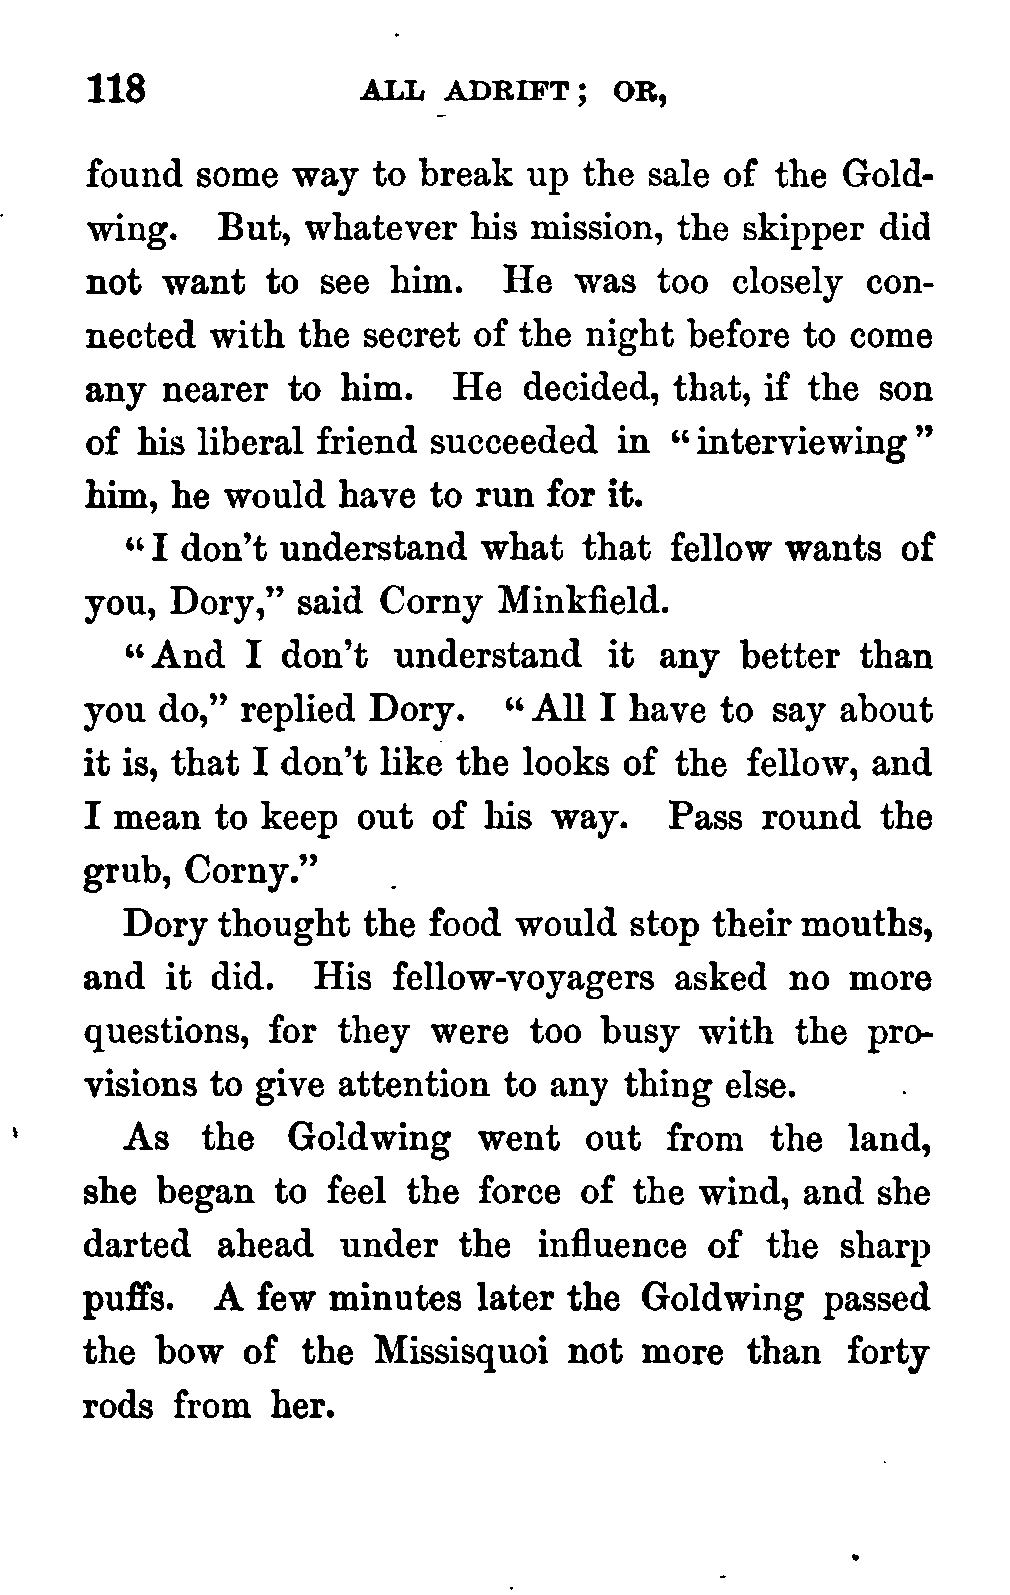 118 ALL ADRIFT; OR,
found some way to break up the sale of the Gold-
wing. But, whatever his mission, the skipper did
not want to see him. He was too closely con-
nected with the secret of the night before to come
any nearer to him. He decided, that, if the son
of his liberal friend succeeded in “interviewing”
him, he would have to run for it.
“I don’t understand what that fellow wants of
you, Dory,” said Corny Minkfield.
“And I don’t understand it any better than
you do,” replied Dory. “All I have to say about
it is, that I don’t like the looks of the fellow, and
I mean to keep out of his way. Pass round the
grub, Corny.”
Dory thought the food would stop their mouths,
and it did. His fellow-voyagers asked no more
questions, for they were too busy with the pro-
visions to give attention to any thing else.
As the Goldwing went out from the land,
she began to feel the force of the wind, and she
darted ahead under the influence of the sharp
puffs. A few minutes later the Goldwing passed
the bow of the Missisquoi not more than forty
rods from her.